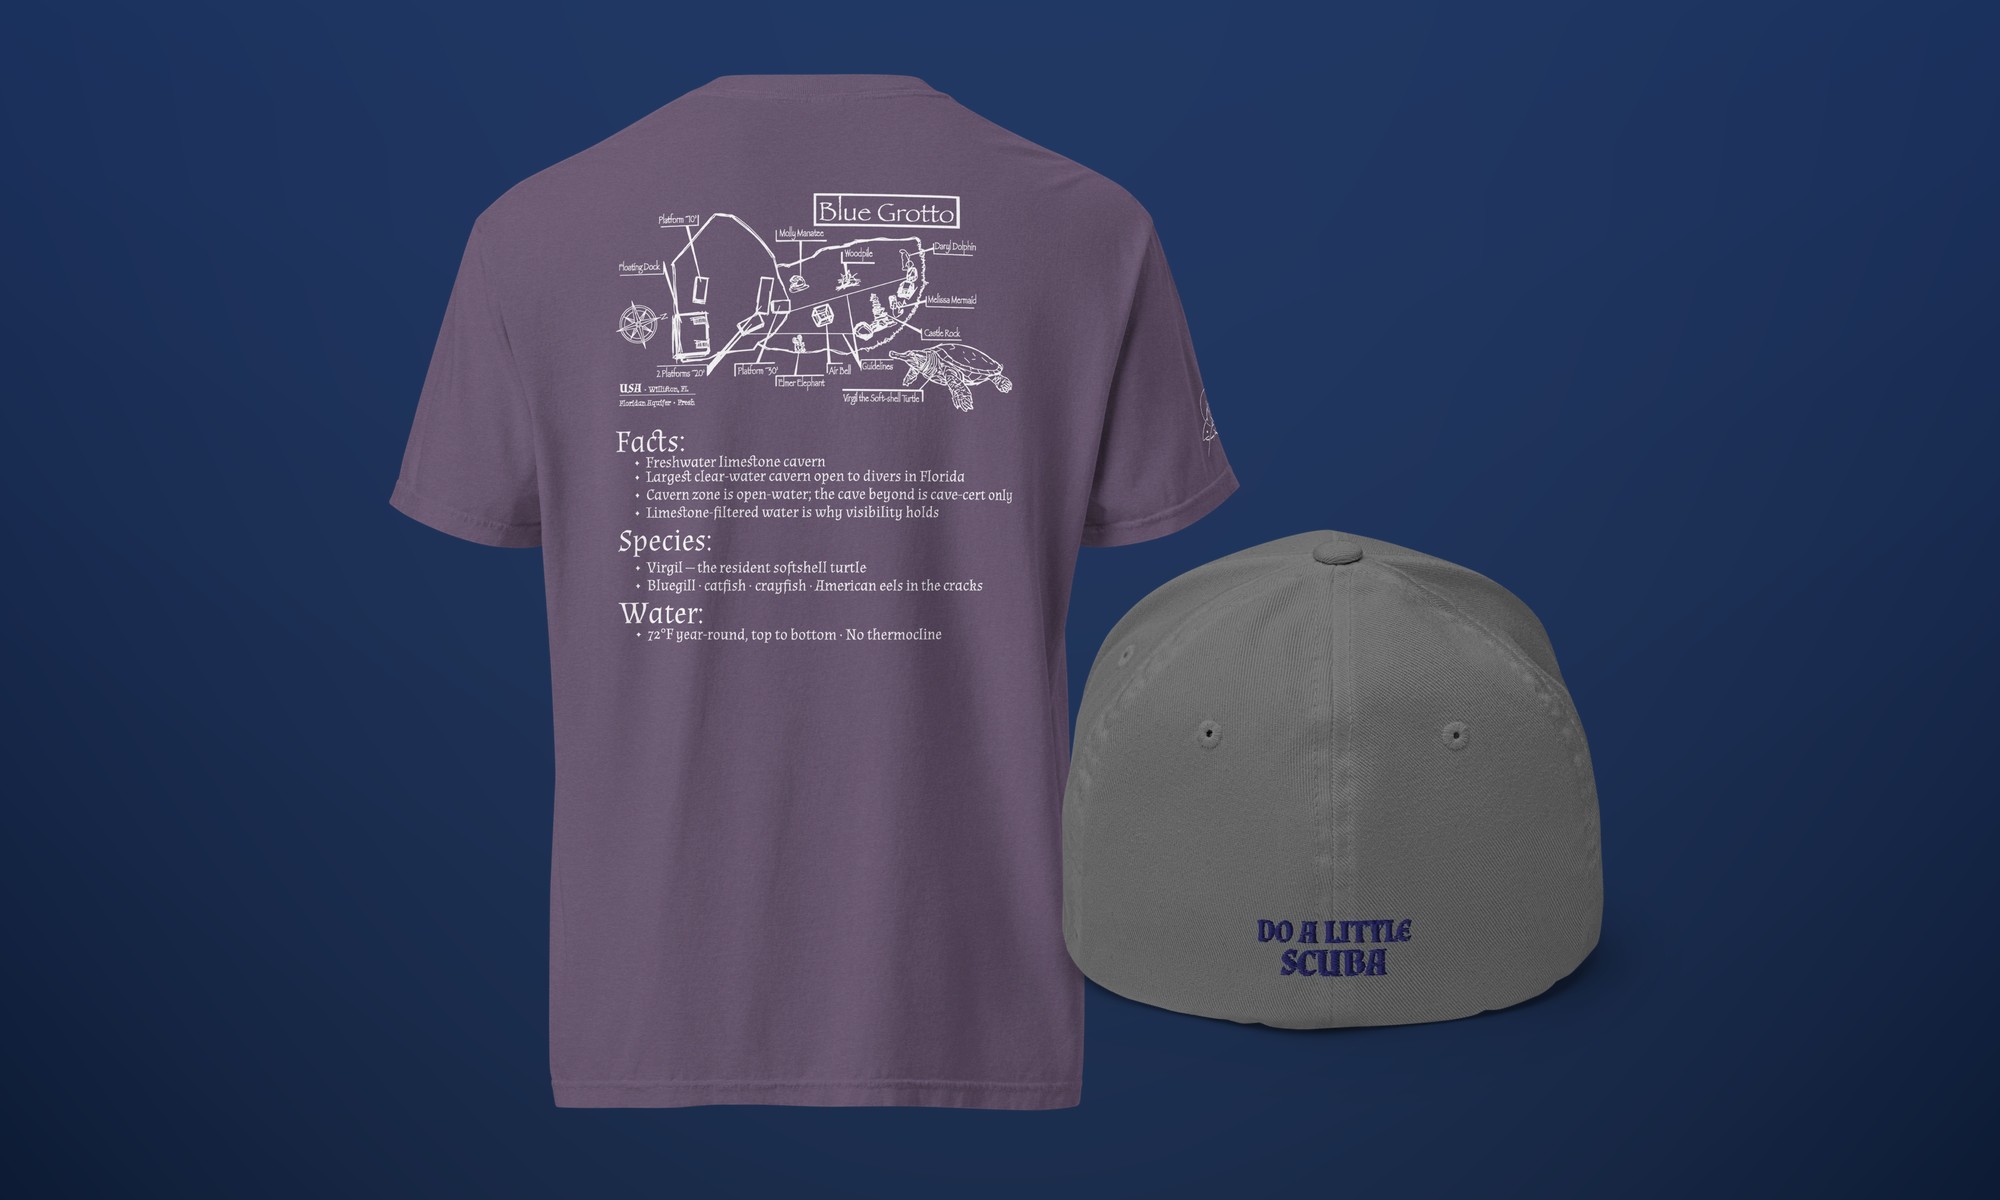 Blue Grotto
Platform ~10'
Molly Manatee
Woodpile
Daryl Dolphin
Floating Dock
Melissa Mermaid
Z
Castle Rock
2 Platforms ~20'
Platform ~30'
Elmer Elephant
Air Bell
Guidelines
USA - Williston, FL
Floridan Aquifer • Fresh
Virgil the Soft-shell Turtle
Facts:
• Freshwater limestone cavern
• Largest clear-water cavern open to divers in Florida
• Cavern zone is open-water; the cave beyond is cave-cert only
• Limestone-filtered water is why visibility holds
Species:
• Virgil – the resident softshell turtle
• Bluegill · catfish · crayfish · American eels in the cracks
Water:
• 72°F year-round, top to bottom · No thermocline
DO A LITTLE
SCUBA